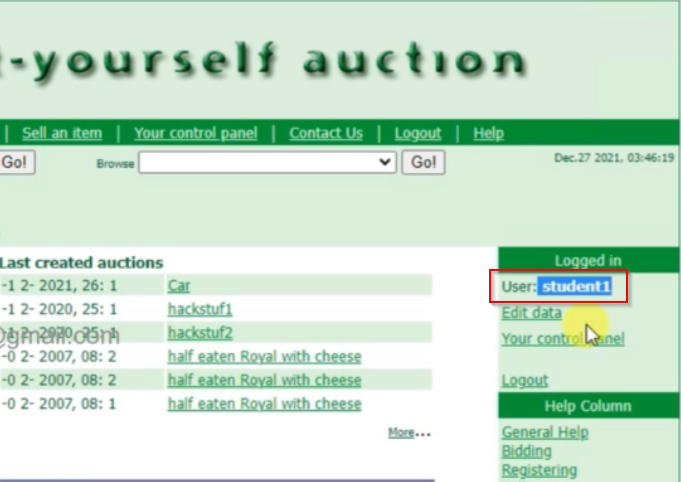 -yourself auction
| Sell an item | Your control panel | Contact Us | Logout | Help
Go! Browse Go! Dec.27 2021, 03:46:19
Last created auctions
-1 2- 2021, 26: 1 Car
-1 2- 2020, 25: 1 hackstuf1
-1 2- 2020, 25: 1 hackstuf2
@gmail.com
-0 2- 2007, 08: 2 half eaten Royal with cheese
-0 2- 2007, 08: 2 half eaten Royal with cheese
-0 2- 2007, 08: 1 half eaten Royal with cheese
More...
Logged in
User: student1
Edit data
Your control panel
Logout
Help Column
General Help
Bidding
Registering